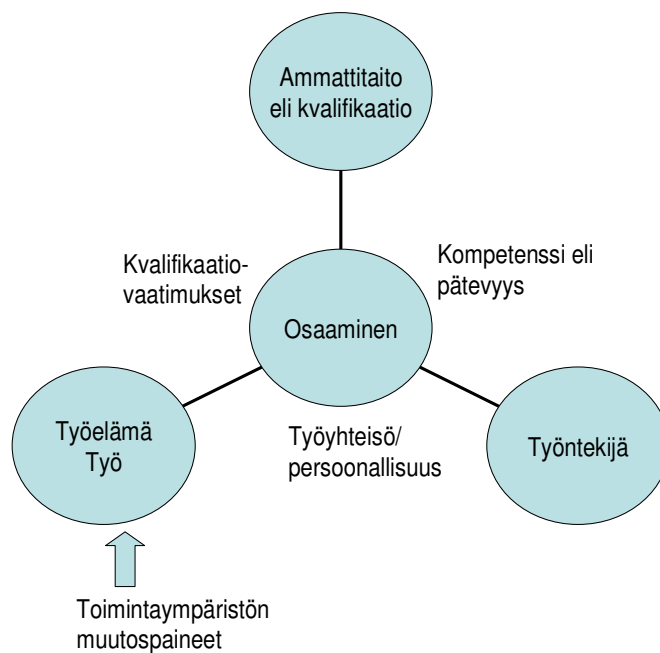 Ammattitaito
eli kvalifikaatio
Kvalifikaatio-
vaatimukset
Kompetenssi eli
pätevyys
Osaaminen
Työelämä
Työ
Työyhteisö/
persoonallisuus
Työntekijä
Toimintaympäristön
muutospaineet